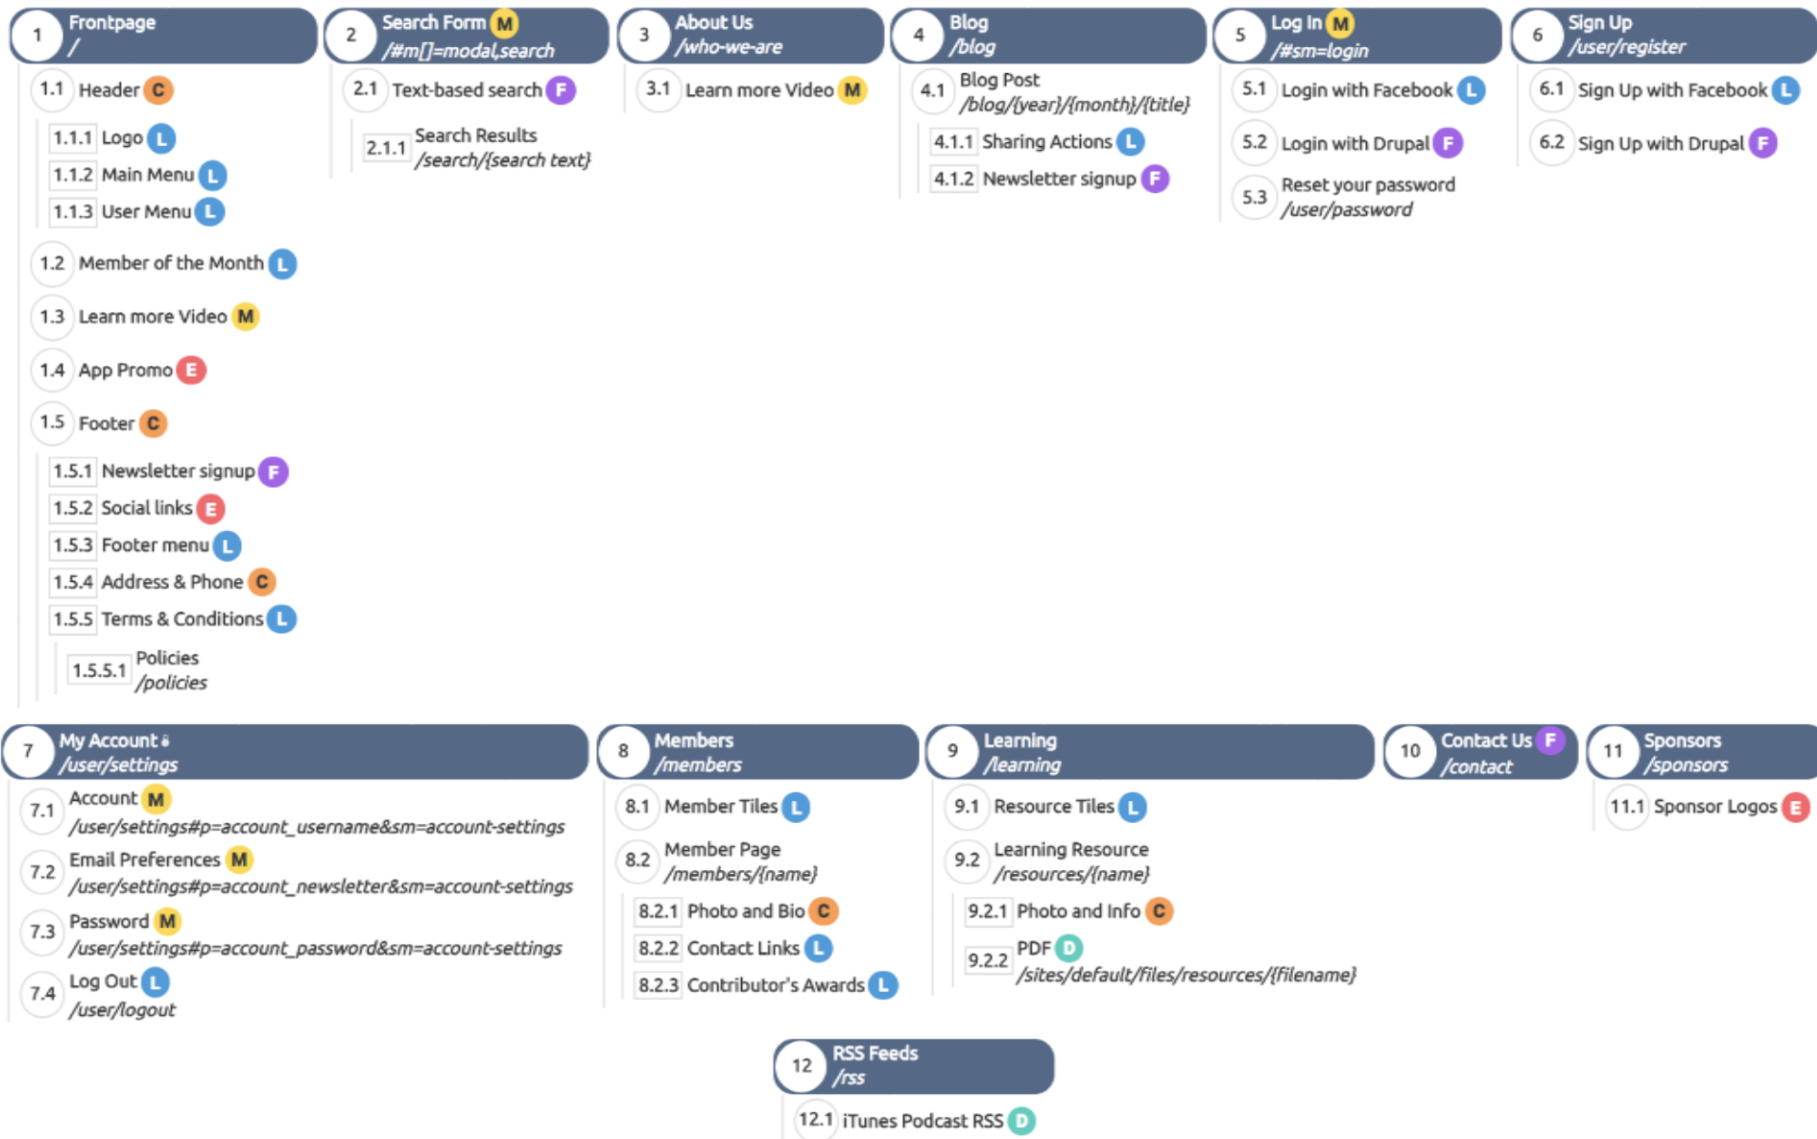 1 Frontpage
/
1.1 Header C
1.1.1 Logo L
1.1.2 Main Menu L
1.1.3 User Menu L
1.2 Member of the Month L
1.3 Learn more Video M
1.4 App Promo E
1.5 Footer C
1.5.1 Newsletter signup F
1.5.2 Social links E
1.5.3 Footer menu L
1.5.4 Address & Phone C
1.5.5 Terms & Conditions L
1.5.5.1 Policies
/policies
2 Search Form M
/#m[]=modal,search
2.1 Text-based search F
2.1.1 Search Results
/search/{search text}
3 About Us
/who-we-are
3.1 Learn more Video M
4 Blog
/blog
4.1 Blog Post
/blog/{year}/{month}/{title}
4.1.1 Sharing Actions L
4.1.2 Newsletter signup F
5 Log In M
/#sm=login
5.1 Login with Facebook L
5.2 Login with Drupal F
5.3 Reset your password
/user/password
6 Sign Up
/user/register
6.1 Sign Up with Facebook L
6.2 Sign Up with Drupal F
7 My Account
/user/settings
7.1 Account M
/user/settings#p=account_username&sm=account-settings
7.2 Email Preferences M
/user/settings#p=account_newsletter&sm=account-settings
7.3 Password M
/user/settings#p=account_password&sm=account-settings
7.4 Log Out L
/user/logout
8 Members
/members
8.1 Member Tiles L
8.2 Member Page
/members/{name}
8.2.1 Photo and Bio C
8.2.2 Contact Links L
8.2.3 Contributor's Awards L
9 Learning
/learning
9.1 Resource Tiles L
9.2 Learning Resource
/resources/{name}
9.2.1 Photo and Info C
9.2.2 PDF D
/sites/default/files/resources/{filename}
10 Contact Us F
/contact
11 Sponsors
/sponsors
11.1 Sponsor Logos E
12 RSS Feeds
/rss
12.1 iTunes Podcast RSS D